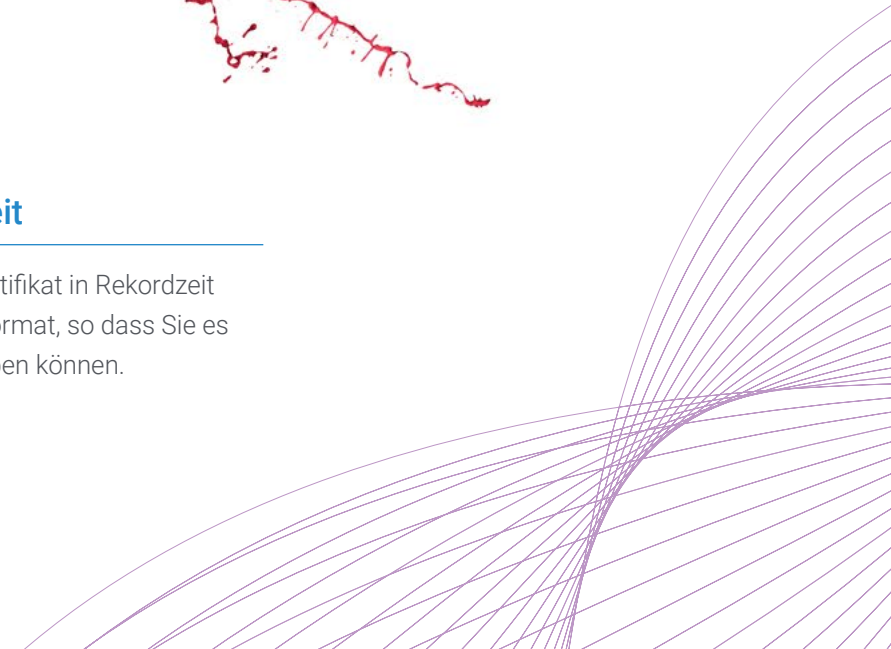 eit
tifikat in Rekordzeit
ormat, so dass Sie es
en können.